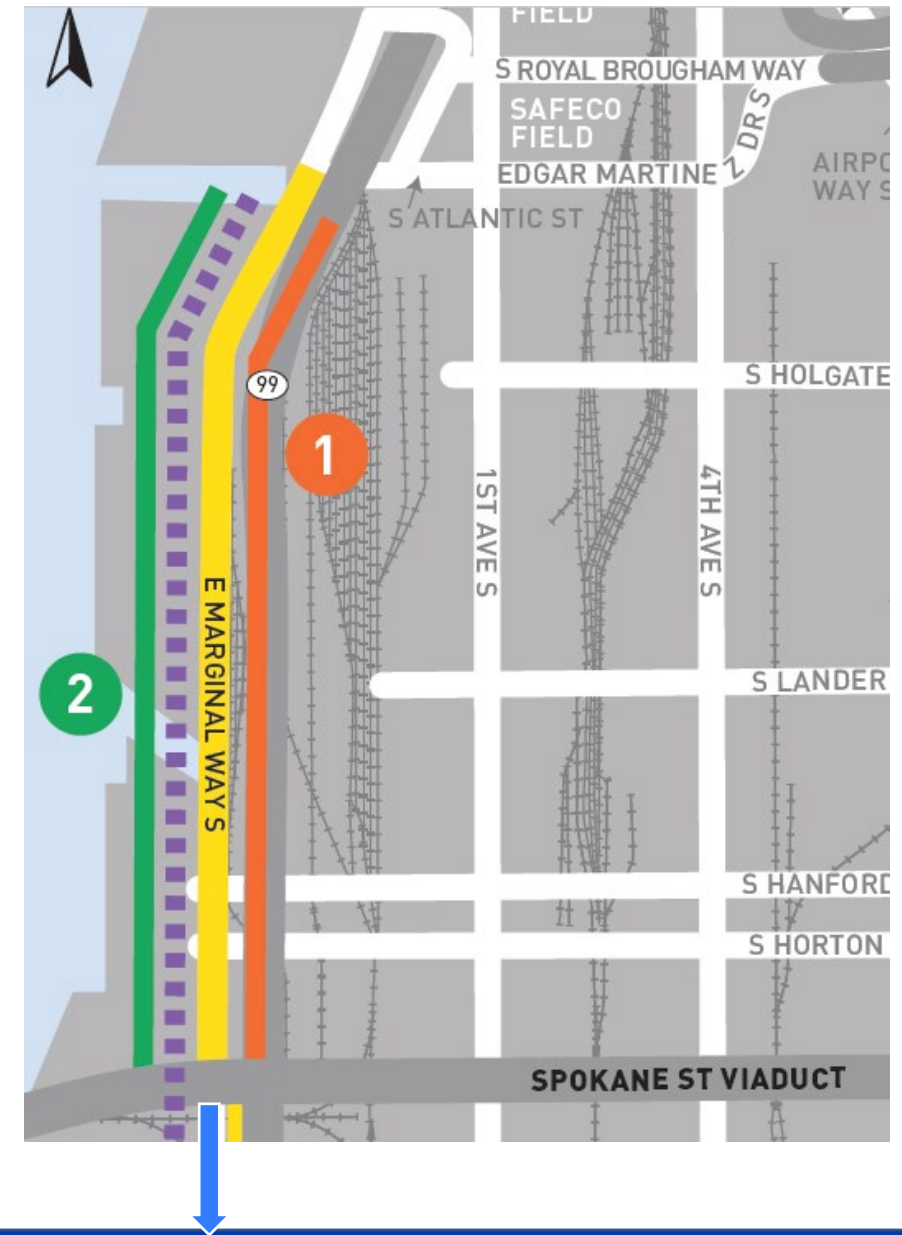 FIELD
S ROYAL BROUGHAM WAY
SAFECO
FIELD
EDGAR MARTINEZ DR S
AIRPO
WAY S
S ATLANTIC ST
S HOLGATE
99
1
1ST AVE S
4TH AVE S
E MARGINAL WAY S
2
S LANDER
S HANFORD
S HORTON
SPOKANE ST VIADUCT